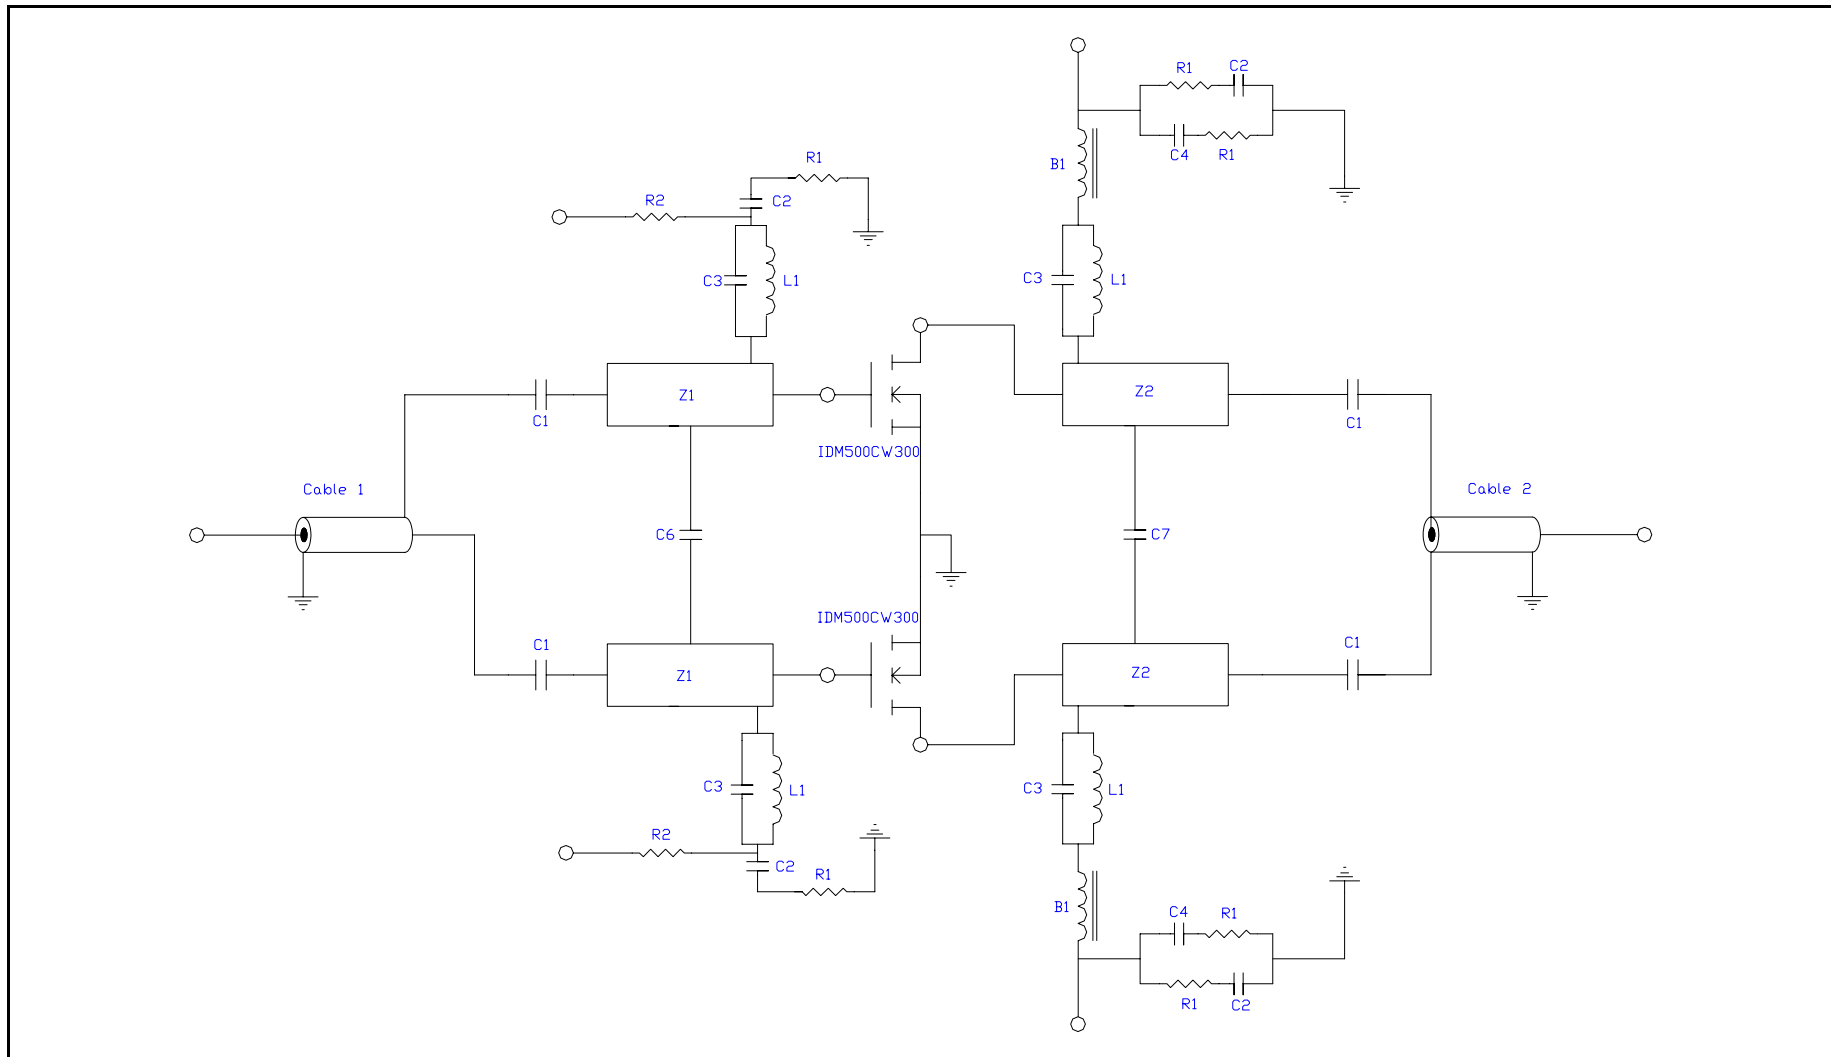 R1 C2
C4 R1
B1
R1
R2 C2
C3 L1
C3 L1
Z1
Z2
C1
C1
IDM500CW300
Cable 1
Cable 2
C6
C7
IDM500CW300
C1
C1
Z1
Z2
C3 L1
C3 L1
R2
C2
R1
B1
C4 R1
R1 C2